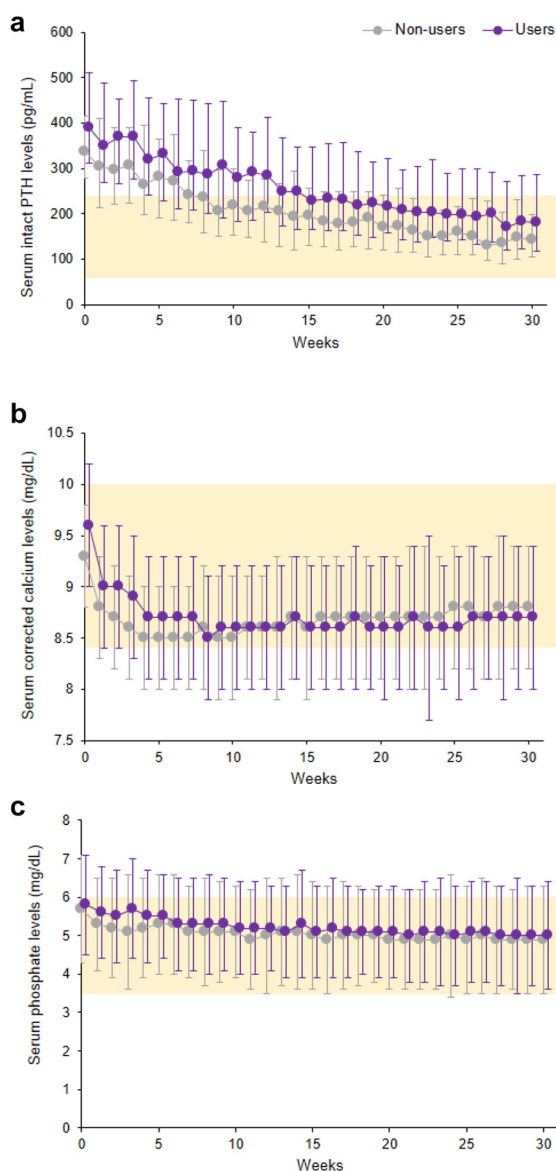 a
Non-users Users
600
500
400
300
200
100
0
Serum intact PTH levels (pg/mL)
0 5 10 15 20 25 30
Weeks
b
10.5
10
9.5
9
8.5
8
7.5
Serum corrected calcium levels (mg/dL)
0 5 10 15 20 25 30
Weeks
c
8
7
6
5
4
3
2
1
0
Serum phosphate levels (mg/dL)
0 5 10 15 20 25 30
Weeks